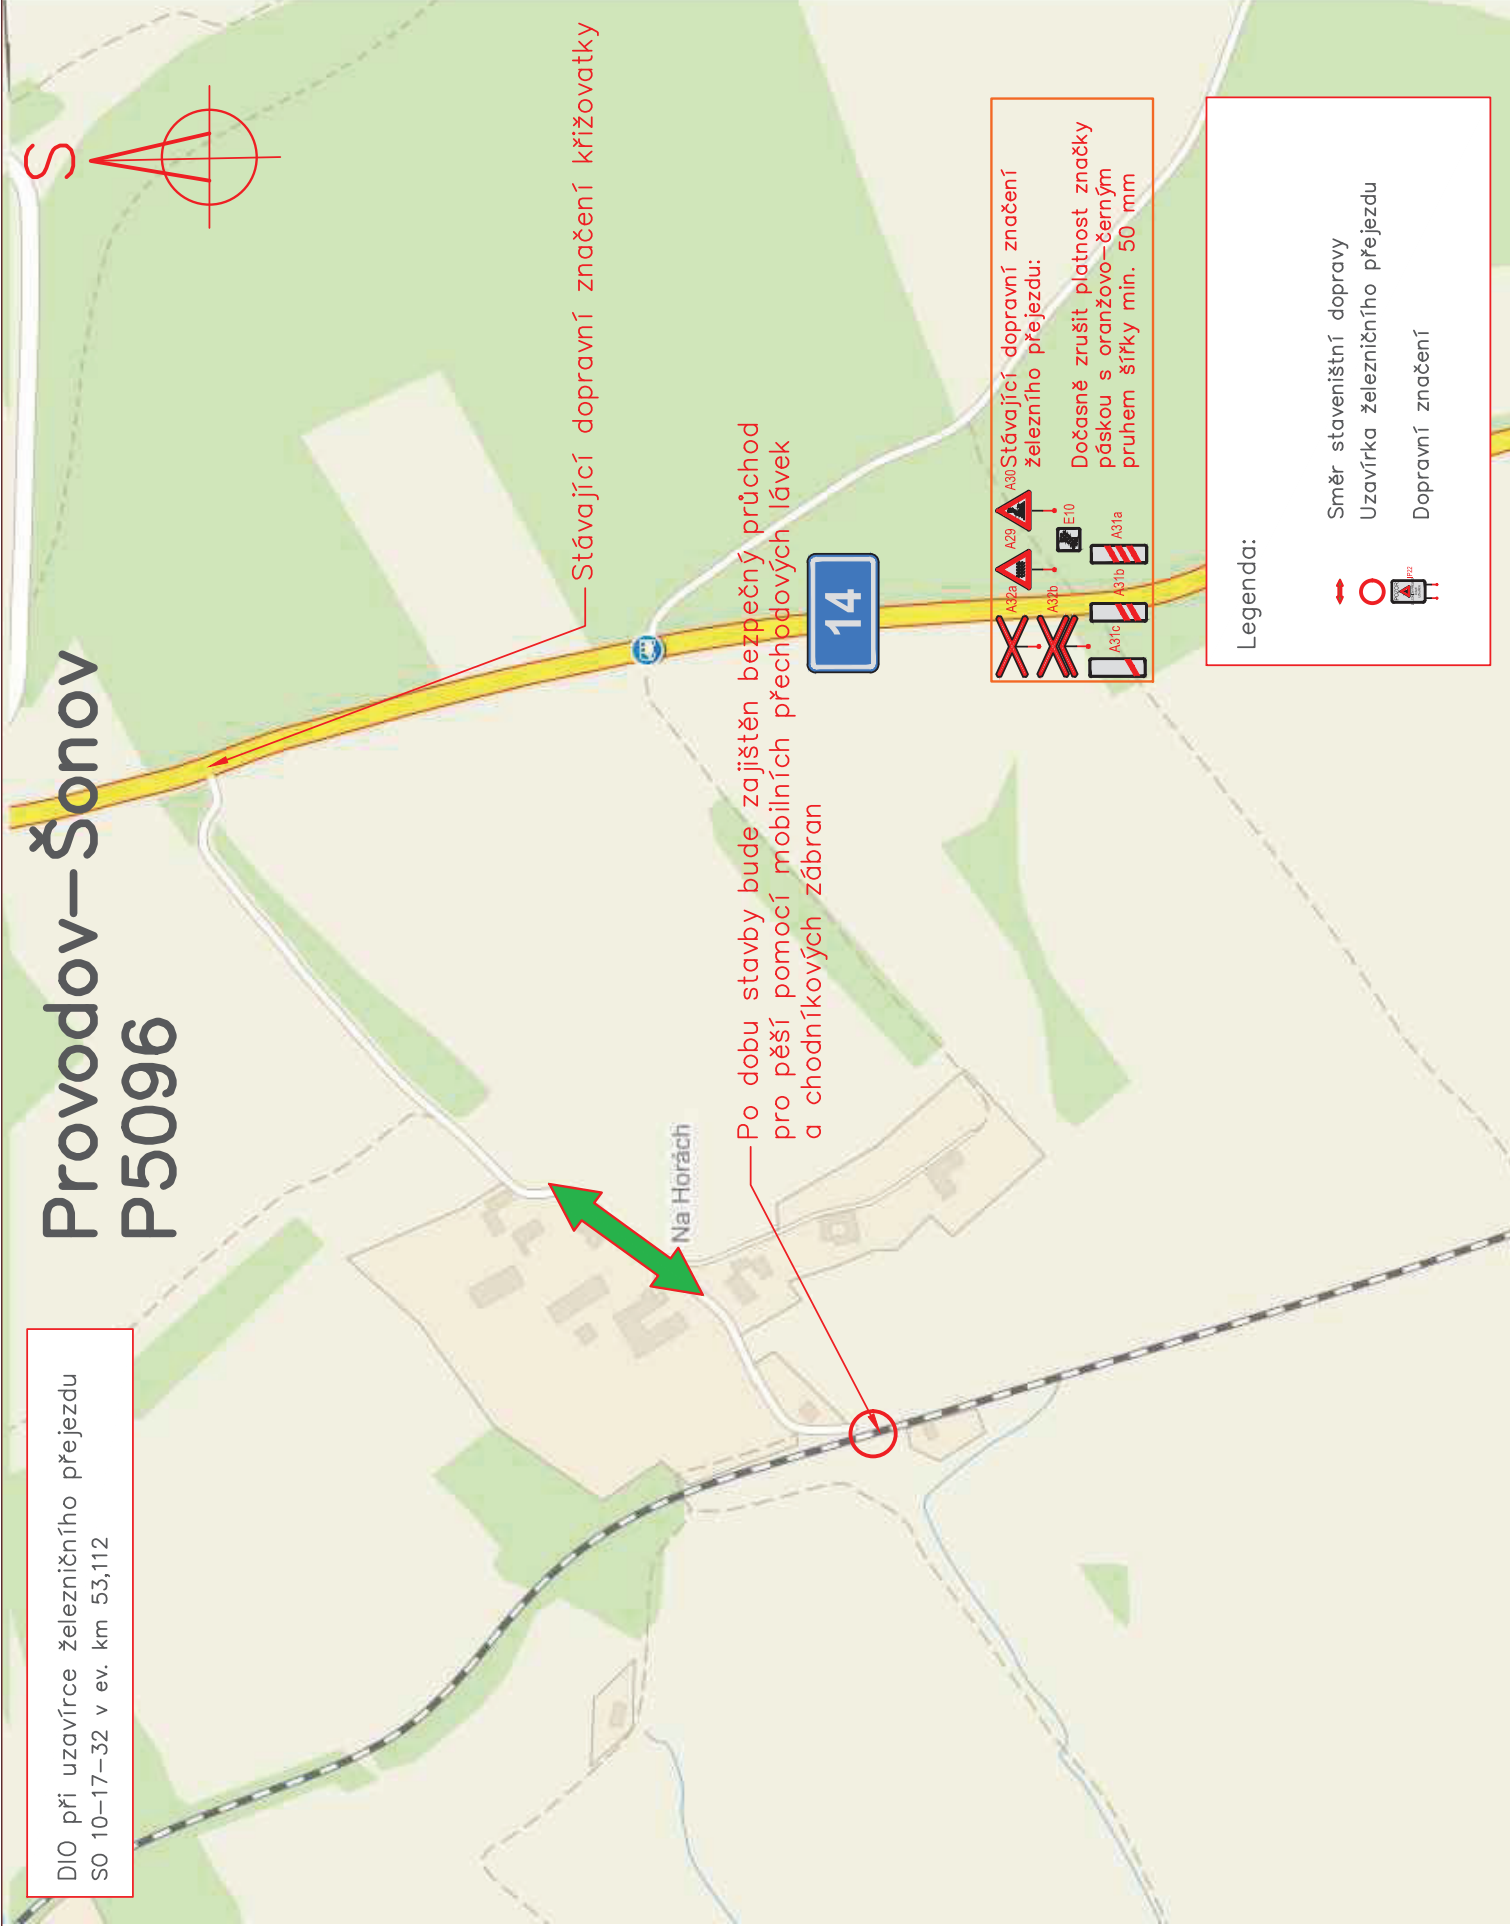 DIO při uzavírce železničního přejezdu
SO 10–17–32 v ev. km 53,112
Provodov–Šonov
P5096
S
Stávající dopravní značení křižovatky
Na Horách
Po dobu stavby bude zajištěn bezpečný průchod
pro pěší pomocí mobilních přechodových lávek
a chodníkových zábran
14
A32a
A29
A30
A32b
E10
A31c
A31b
A31a
Stávající dopravní značení
železního přejezdu:
Dočasně zrušit platnost značky
páskou s oranžovo–černým
pruhem šířky min. 50 mm
Legenda:
Směr staveništní dopravy
Uzavírka železničního přejezdu
Dopravní značení
IP22